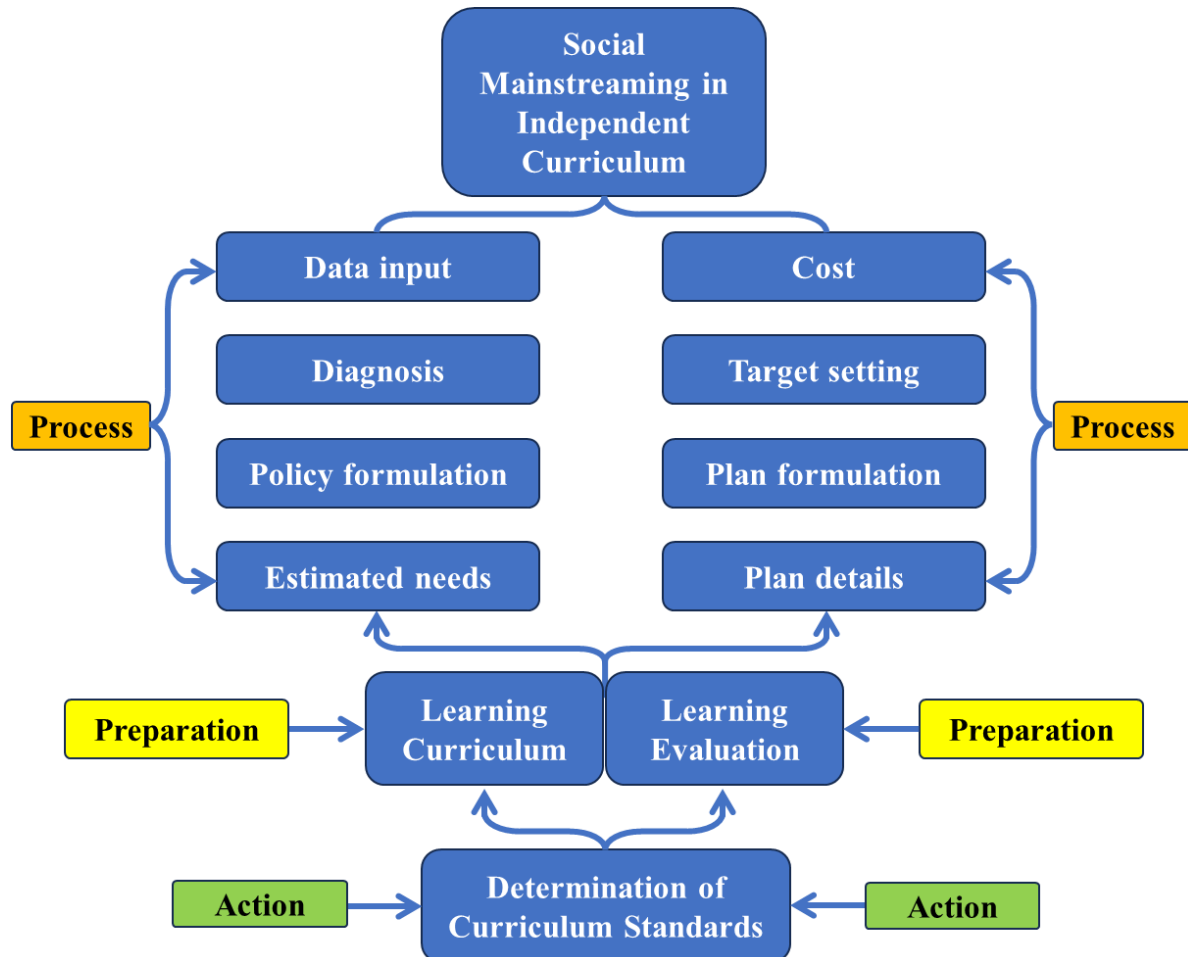 Social
Mainstreaming in
Independent
Curriculum
Data input
Cost
Diagnosis
Target setting
Process
Process
Policy formulation
Plan formulation
Estimated needs
Plan details
Preparation
Learning
Curriculum
Learning
Evaluation
Preparation
Action
Determination of
Curriculum Standards
Action